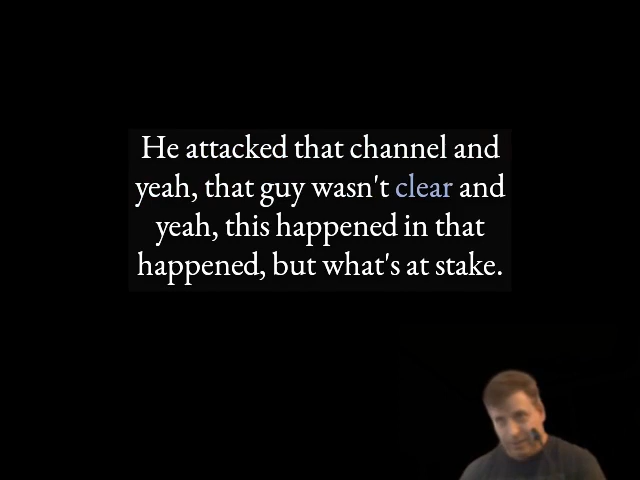 He attacked that channel and
yeah, that guy wasn't clear and
yeah, this happened in that
happened, but what's at stake.